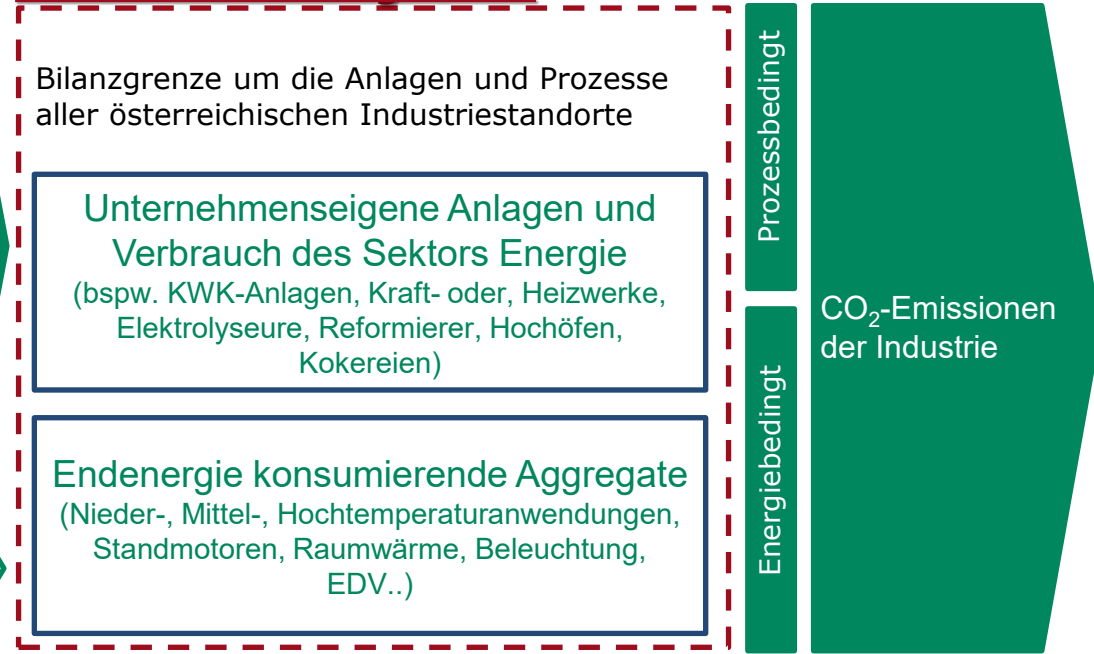 Bilanzgrenze um die Anlagen und Prozesse
aller österreichischen Industriestandorte
Unternehmenseigene Anlagen und
Verbrauch des Sektors Energie
(bspw. KWK-Anlagen, Kraft- oder, Heizwerke,
Elektrolyseure, Reformierer, Hochöfen,
Kokereien)
Endenergie konsumierende Aggregate
(Nieder-, Mittel-, Hochtemperaturanwendungen,
Standmotoren, Raumwärme, Beleuchtung,
EDV..)
Prozessbedingt
Energiebedingt
CO₂-Emissionen
der Industrie